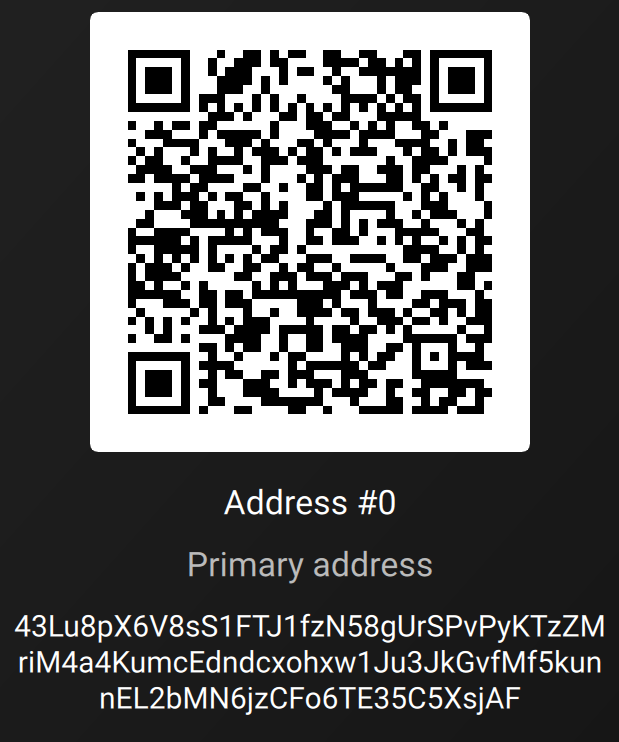 Address #0
Primary address
43Lu8pX6V8sS1FTJ1fzN58gUrSPvPyKTzZM
riM4a4KumcEdndcxohxw1Ju3JkGvfMf5kun
nEL2bMN6jzCFo6TE35C5XsjAF